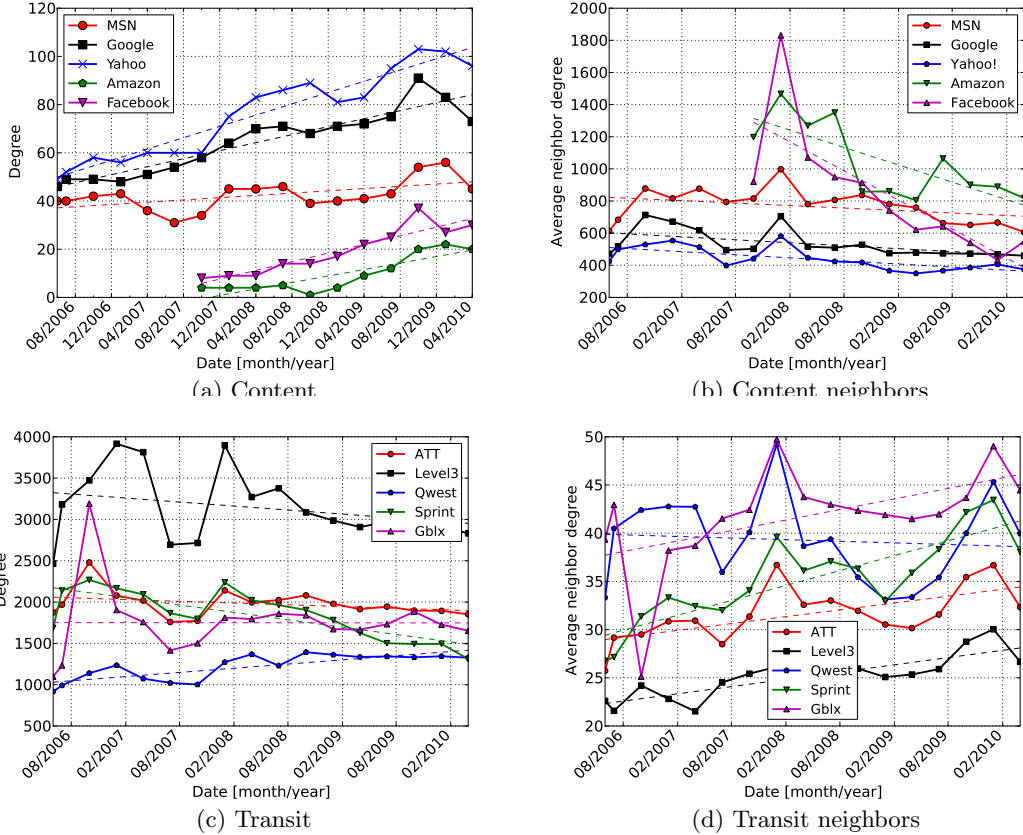 120
100
80
60
40
20
0
Degree
MSN
Google
Yahoo
Amazon
Facebook
08/2006
12/2006
04/2007
08/2007
12/2007
04/2008
08/2008
12/2008
04/2009
08/2009
12/2009
04/2010
Date [month/year]
(a) Content
2000
1800
1600
1400
1200
1000
800
600
400
200
Average neighbor degree
MSN
Google
Yahoo!
Amazon
Facebook
08/2006
02/2007
08/2007
02/2008
08/2008
02/2009
08/2009
02/2010
Date [month/year]
(b) Content neighbors
4000
3500
3000
2500
2000
1500
1000
500
Degree
ATT
Level3
Qwest
Sprint
Gblx
08/2006
02/2007
08/2007
02/2008
08/2008
02/2009
08/2009
02/2010
Date [month/year]
(c) Transit
50
45
40
35
30
25
20
Average neighbor degree
ATT
Level3
Qwest
Sprint
Gblx
08/2006
02/2007
08/2007
02/2008
08/2008
02/2009
08/2009
02/2010
Date [month/year]
(d) Transit neighbors